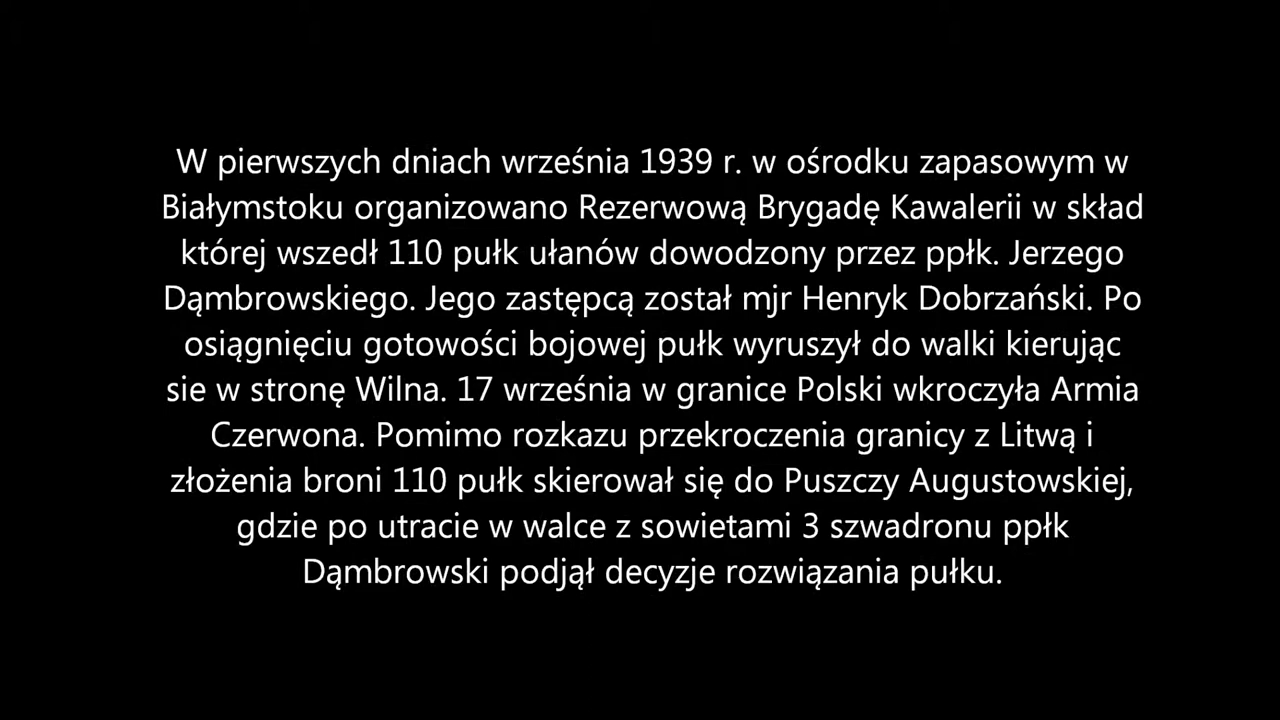 W pierwszych dniach września 1939 r. w ośrodku zapasowym w
Białymstoku organizowano Rezerwową Brygadę Kawalerii w skład
której wszedł 110 pułk ułanów dowodzony przez ppłk. Jerzego
Dąmbrowskiego. Jego zastępcą został mjr Henryk Dobrzański. Po
osiągnięciu gotowości bojowej pułk wyruszył do walki kierując
sie w stronę Wilna. 17 września w granice Polski wkroczyła Armia
Czerwona. Pomimo rozkazu przekroczenia granicy z Litwą i
złożenia broni 110 pułk skierował się do Puszczy Augustowskiej,
gdzie po utracie w walce z sowietami 3 szwadronu ppłk
Dąmbrowski podjął decyzje rozwiązania pułku.